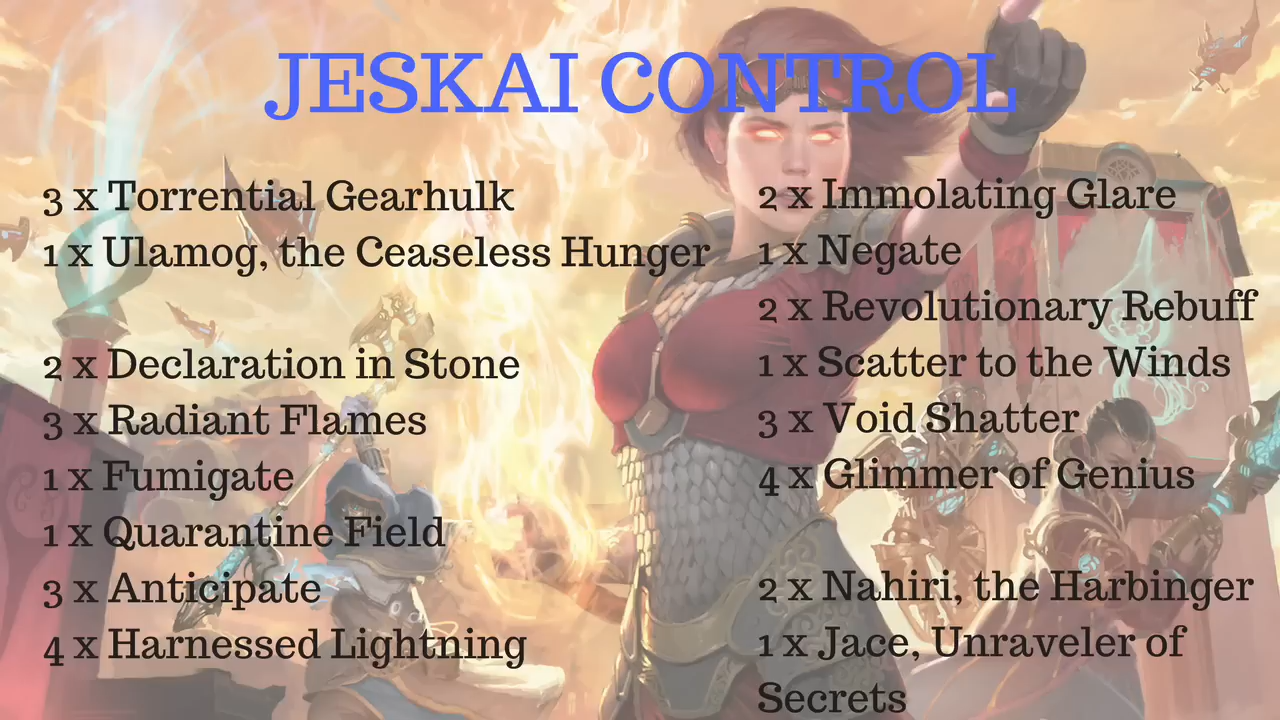 JESKAI CONTROL
3 x Torrential Gearhulk
1 x Ulamog, the Ceaseless Hunger
2 x Declaration in Stone
3 x Radiant Flames
1 x Fumigate
1 x Quarantine Field
3 x Anticipate
4 x Harnessed Lightning
2 x Immolating Glare
1 x Negate
2 x Revolutionary Rebuff
1 x Scatter to the Winds
3 x Void Shatter
4 x Glimmer of Genius
2 x Nahiri, the Harbinger
1 x Jace, Unraveler of
Secrets